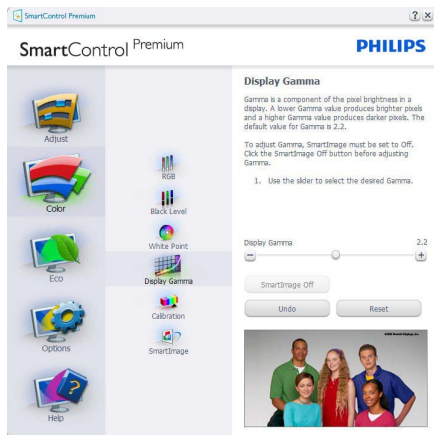 SmartControl Premium
? ×
SmartControl Premium
PHILIPS
Adjust
Color
Eco
Options
Help
RGB
Black Level
White Point
Display Gamma
Calibration
SmartImage
Display Gamma
Gamma is a component of the pixel brightness in a
display. A lower Gamma value produces brighter pixels
and a higher Gamma value produces darker pixels. The
default value for Gamma is 2.2.
To adjust Gamma, SmartImage must be set to Off.
Click the SmartImage Off button before adjusting
Gamma.
1. Use the slider to select the desired Gamma.
Display Gamma 2.2
SmartImage Off
Undo Reset